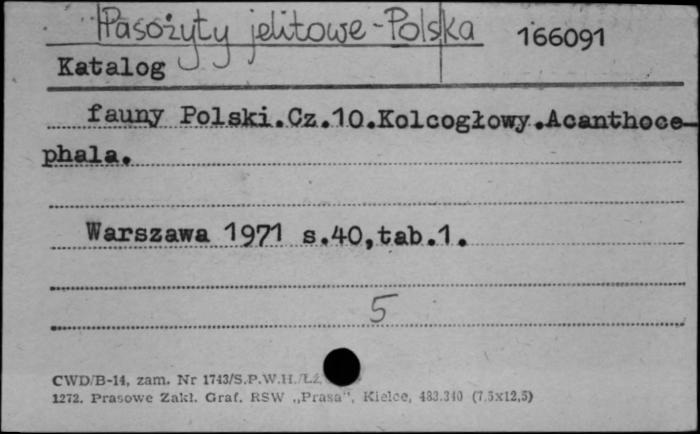 Pasożyty jelitowe - Polska 166091
Katalog
fauny Polski.Cz.10.Kolcogłowy.Acanthoce-
phala.
Warszawa 1971 s.40,tab.1.
5
CWD/B-14, zam. Nr 1743/S.P.W.H./Łż
1272. Prasowe Zakł. Graf. RSW „Prasa”, Kielce, 483.340 (7,5x12,5)